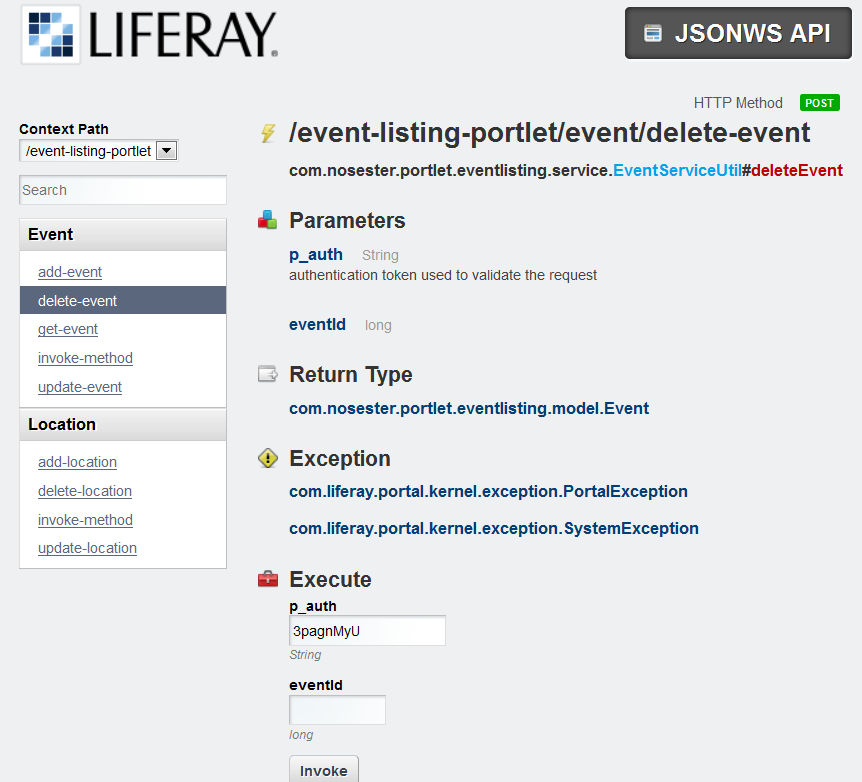 LIFERAY.
JSONWS API
HTTP Method POST
Context Path
/event-listing-portlet
Search
Event
add-event
delete-event
get-event
invoke-method
update-event
Location
add-location
delete-location
invoke-method
update-location
/event-listing-portlet/event/delete-event
com.nosester.portlet.eventlisting.service.EventServiceUtil#deleteEvent
Parameters
p_auth String
authentication token used to validate the request
eventId long
Return Type
com.nosester.portlet.eventlisting.model.Event
Exception
com.liferay.portal.kernel.exception.PortalException
com.liferay.portal.kernel.exception.SystemException
Execute
p_auth
3pagnMyU
String
eventId
long
Invoke